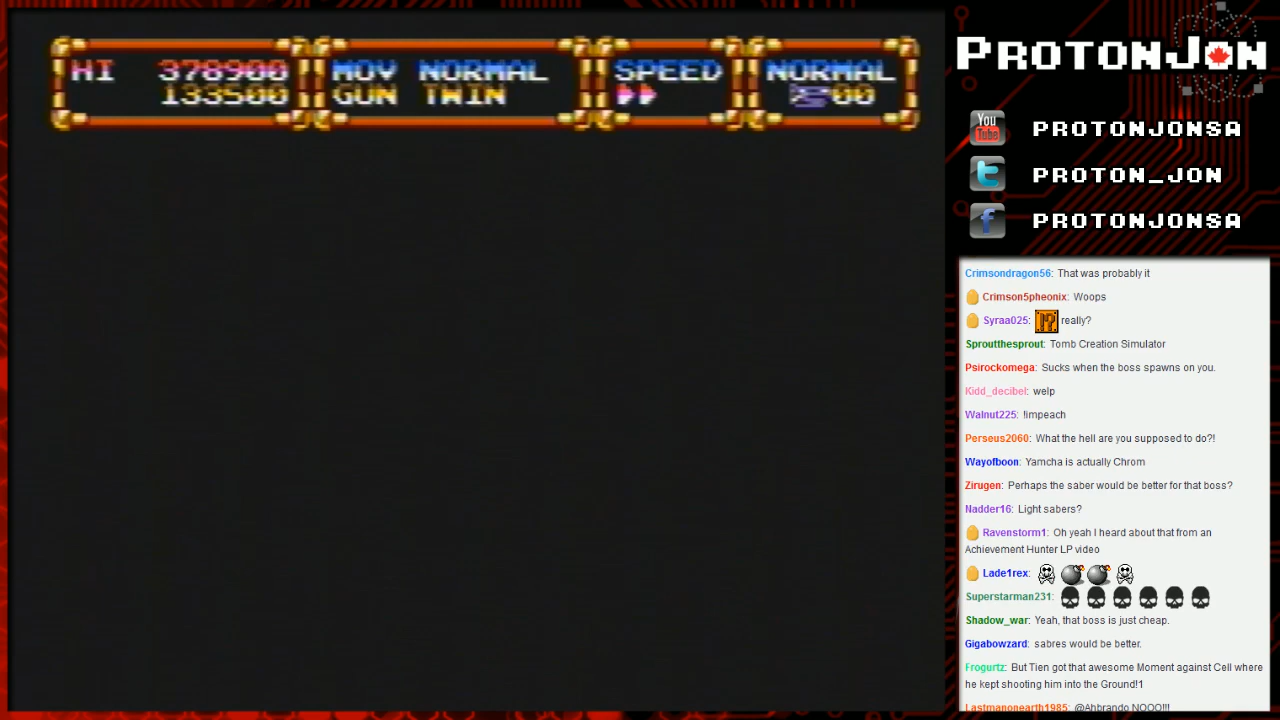 HI 378900
133500
MOV NORMAL
GUN TWIN
SPEED
NORMAL
00
PROTONJON
You Tube PROTONJONSA
PROTON_JON
PROTONJONSA
Crimsondragon56: That was probably it
Crimson5pheonix: Woops
Syraa025: !? really?
Sproutthesprout: Tomb Creation Simulator
Psirockomega: Sucks when the boss spawns on you.
Kidd_decibel: welp
Walnut225: !impeach
Perseus2060: What the hell are you supposed to do?!
Wayofboon: Yamcha is actually Chrom
Zirugen: Perhaps the saber would be better for that boss?
Nadder16: Light sabers?
Ravenstorm1: Oh yeah I heard about that from an
Achievement Hunter LP video
Lade1rex:
Superstarman231:
Shadow_war: Yeah, that boss is just cheap.
Gigabowzard: sabres would be better.
Frogurtz: But Tien got that awesome Moment against Cell where
he kept shooting him into the Ground!1
Lastmanonearth1985: @Ahbrando NOOO!!!